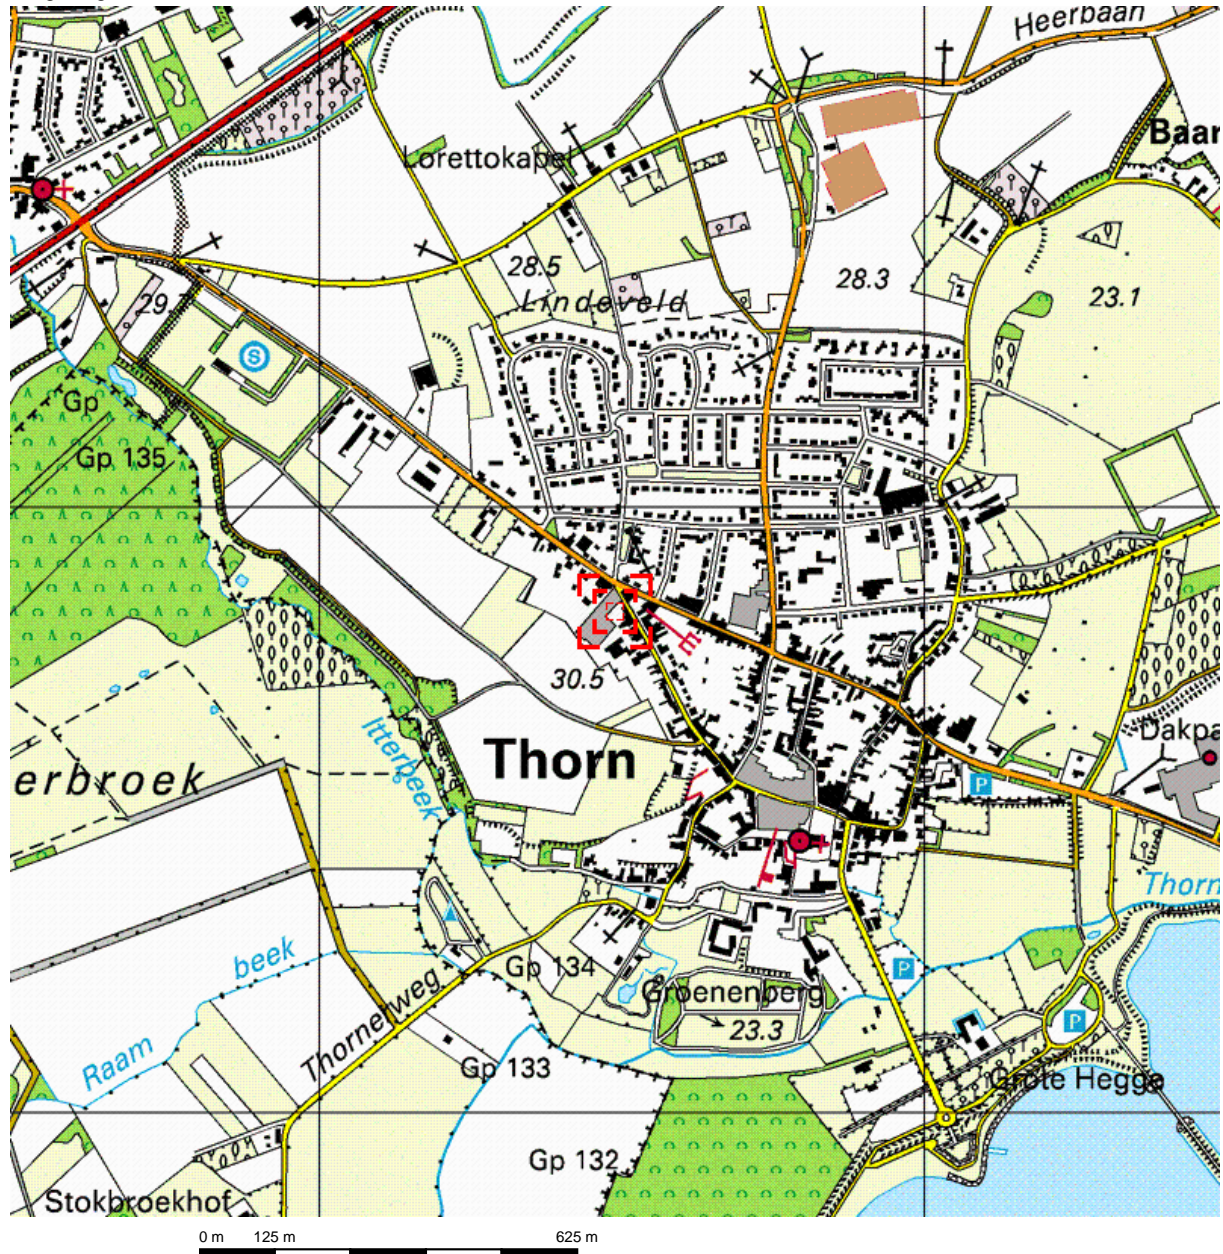 Heerbaan
Baar
Lorettokapel
28.5
28.3
23.1
Lindeveld
29.
S
Gp
Gp 135
30.5
Thorn
Itterbeek
erbroek
Dakpa
P
Thorn
beek
Gp 134
P
Groenenberg
P
23.3
Thornerweg
Raam
Gp 133
Grote Hegge
Gp 132
Stokbroekhof
0 m 125 m 625 m